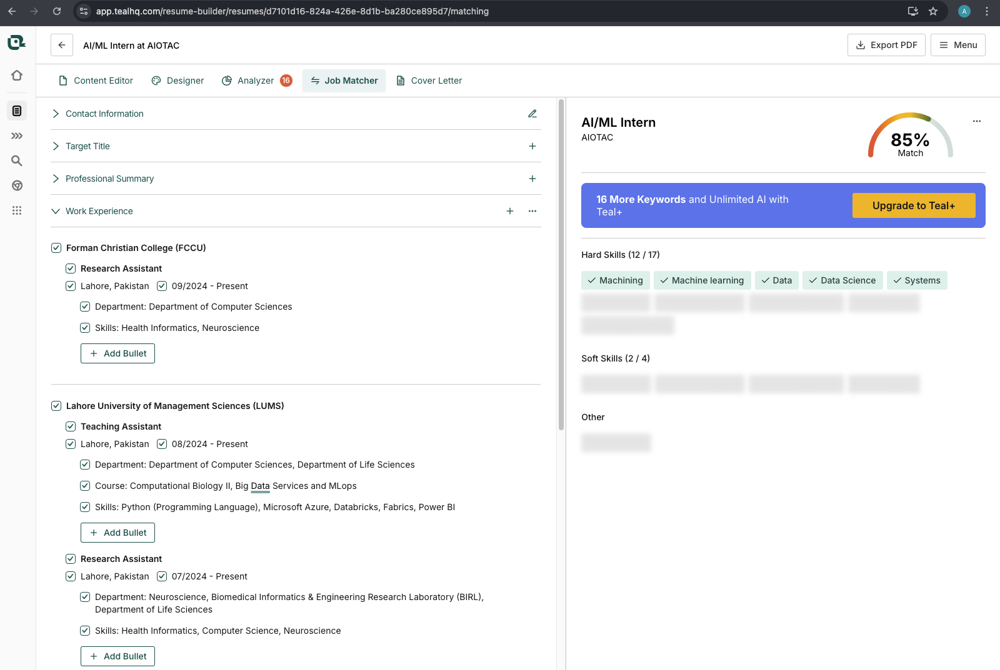 app.tealhq.com/resume-builder/resumes/d7101d16-824a-426e-8d1b-ba280ce895d7/matching
A
AI/ML Intern at AIOTAC
Export PDF
Menu
Content Editor
Designer
Analyzer 16
Job Matcher
Cover Letter
Contact Information
Target Title
Professional Summary
Work Experience
Forman Christian College (FCCU)
Research Assistant
Lahore, Pakistan 09/2024 - Present
Department: Department of Computer Sciences
Skills: Health Informatics, Neuroscience
+ Add Bullet
Lahore University of Management Sciences (LUMS)
Teaching Assistant
Lahore, Pakistan 08/2024 - Present
Department: Department of Computer Sciences, Department of Life Sciences
Course: Computational Biology II, Big Data Services and MLops
Skills: Python (Programming Language), Microsoft Azure, Databricks, Fabrics, Power BI
+ Add Bullet
Research Assistant
Lahore, Pakistan 07/2024 - Present
Department: Neuroscience, Biomedical Informatics & Engineering Research Laboratory (BIRL),
Department of Life Sciences
Skills: Health Informatics, Computer Science, Neuroscience
+ Add Bullet
AI/ML Intern
AIOTAC
85%
Match
16 More Keywords and Unlimited AI with
Teal+
Upgrade to Teal+
Hard Skills (12 / 17)
Machining
Machine learning
Data
Data Science
Systems
Soft Skills (2 / 4)
Other